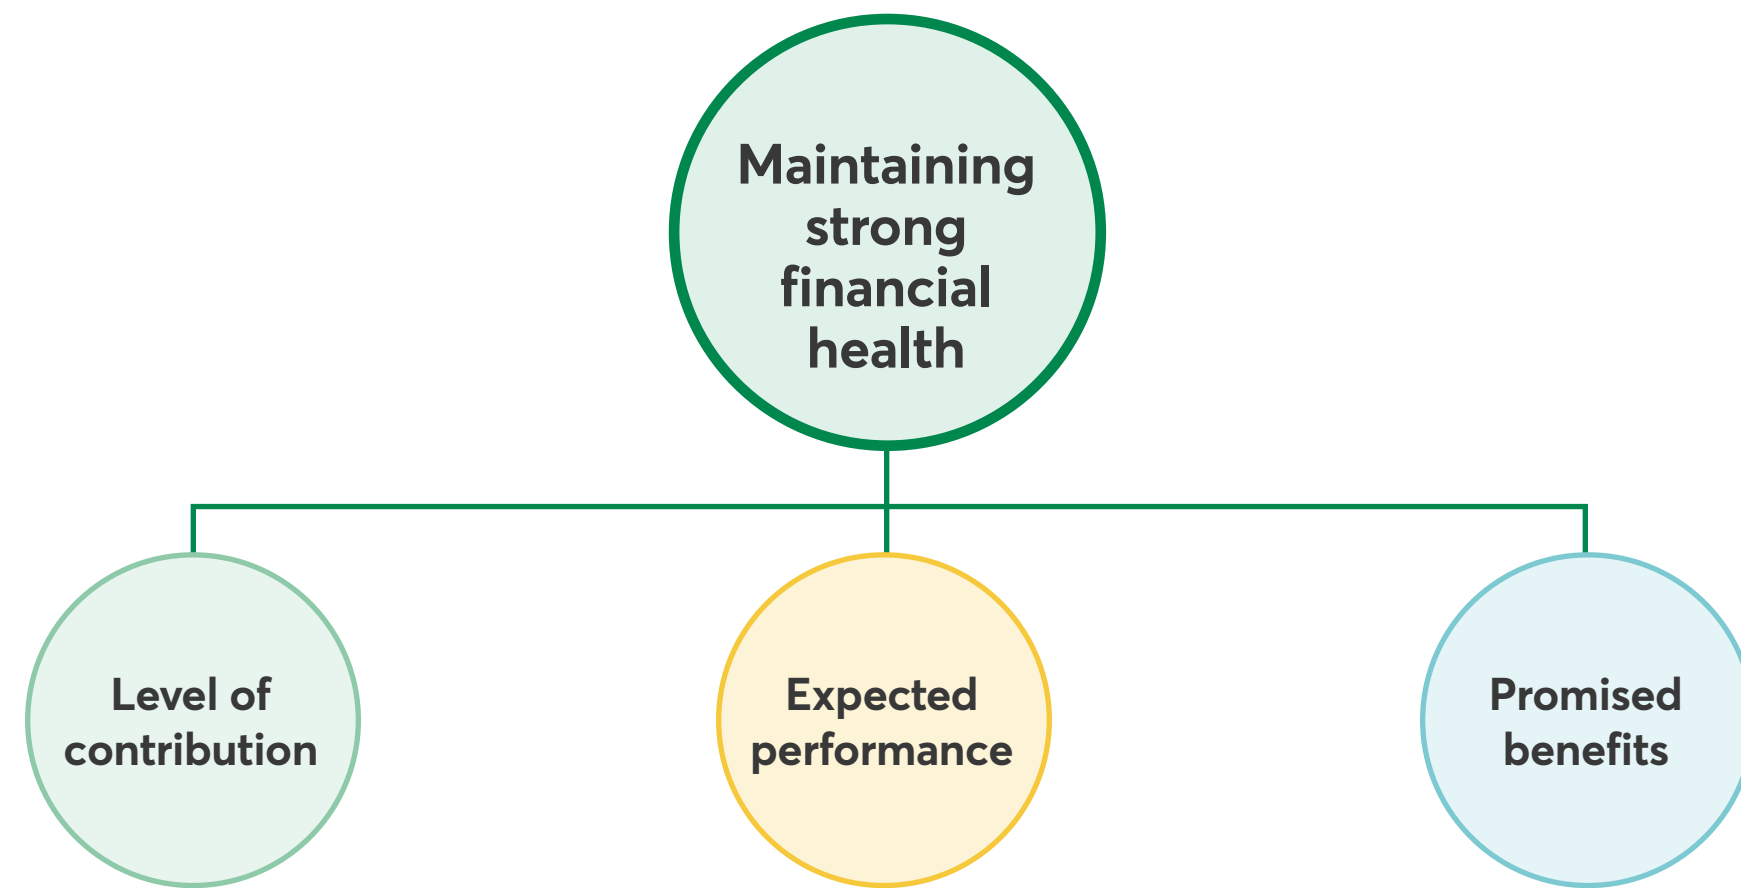 Maintaining
strong
financial
health
Level of
contribution
Expected
performance
Promised
benefits